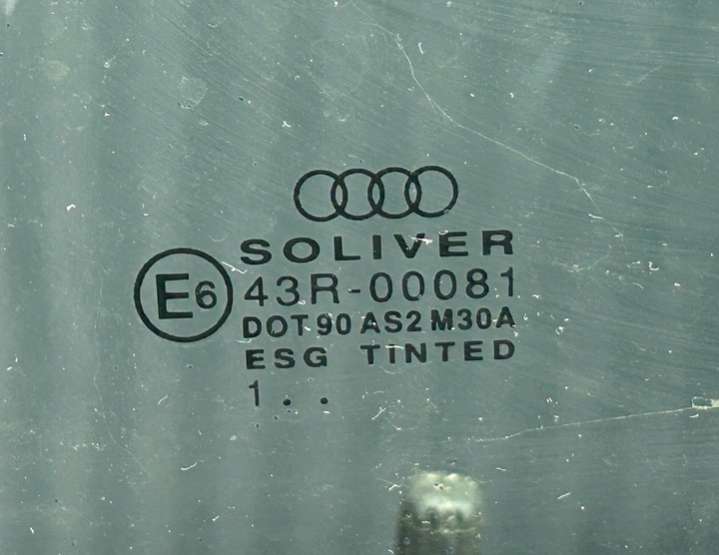 SOLIVER
E6 43R-00081
DOT 90 AS2 M30A
ESG TINTED
1 . .